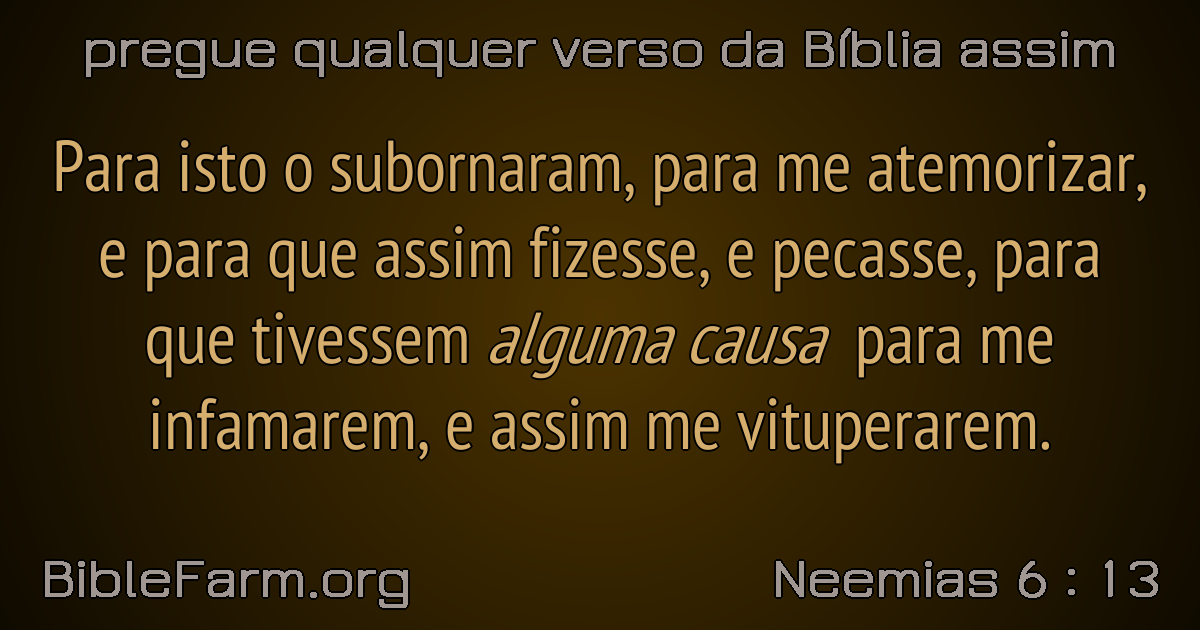 pregue qualquer verso da Bíblia assim
Para isto o subornaram, para me atemorizar,
e para que assim fizesse, e pecasse, para
que tivessem alguma causa para me
infamarem, e assim me vituperarem.
BibleFarm.org
Neemias 6 : 13